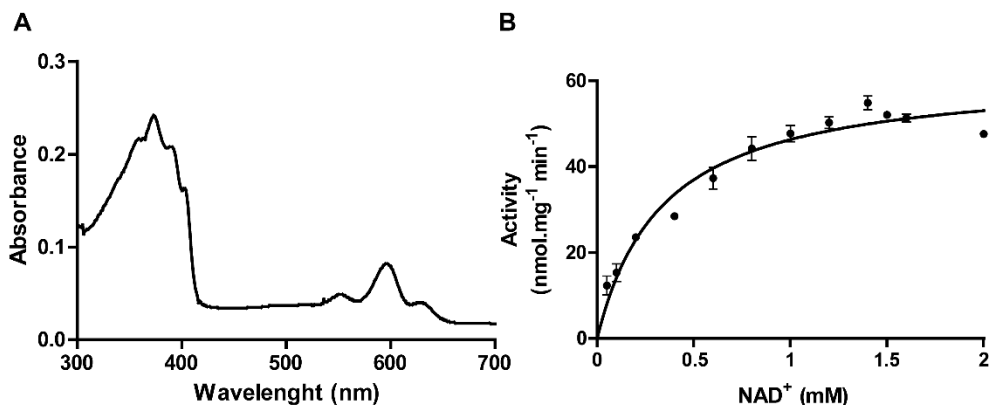 A
0.3
0.2
0.1
0.0
Absorbance
300 400 500 600 700
Wavelenght (nm)
B
60
40
20
0
Activity
(nmol.mg⁻¹ min⁻¹)
0 0.5 1 1.5 2
NAD⁺ (mM)